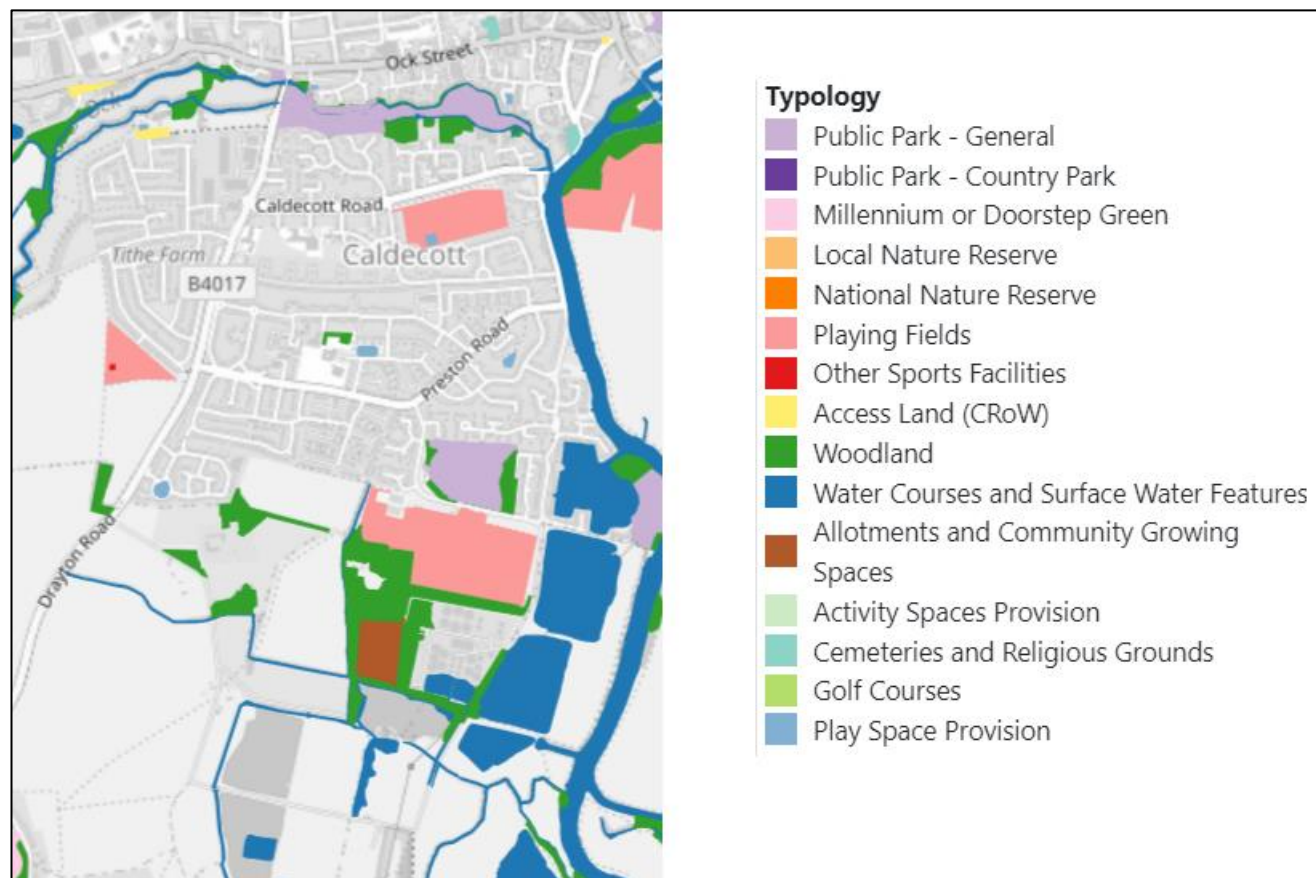 Ock Street
Ock
Caldecott Road
Caldecott
Tithe Farm
B4017
Preston Road
Drayton Road
Typology
Public Park - General
Public Park - Country Park
Millennium or Doorstep Green
Local Nature Reserve
National Nature Reserve
Playing Fields
Other Sports Facilities
Access Land (CRoW)
Woodland
Water Courses and Surface Water Features
Allotments and Community Growing
Spaces
Activity Spaces Provision
Cemeteries and Religious Grounds
Golf Courses
Play Space Provision